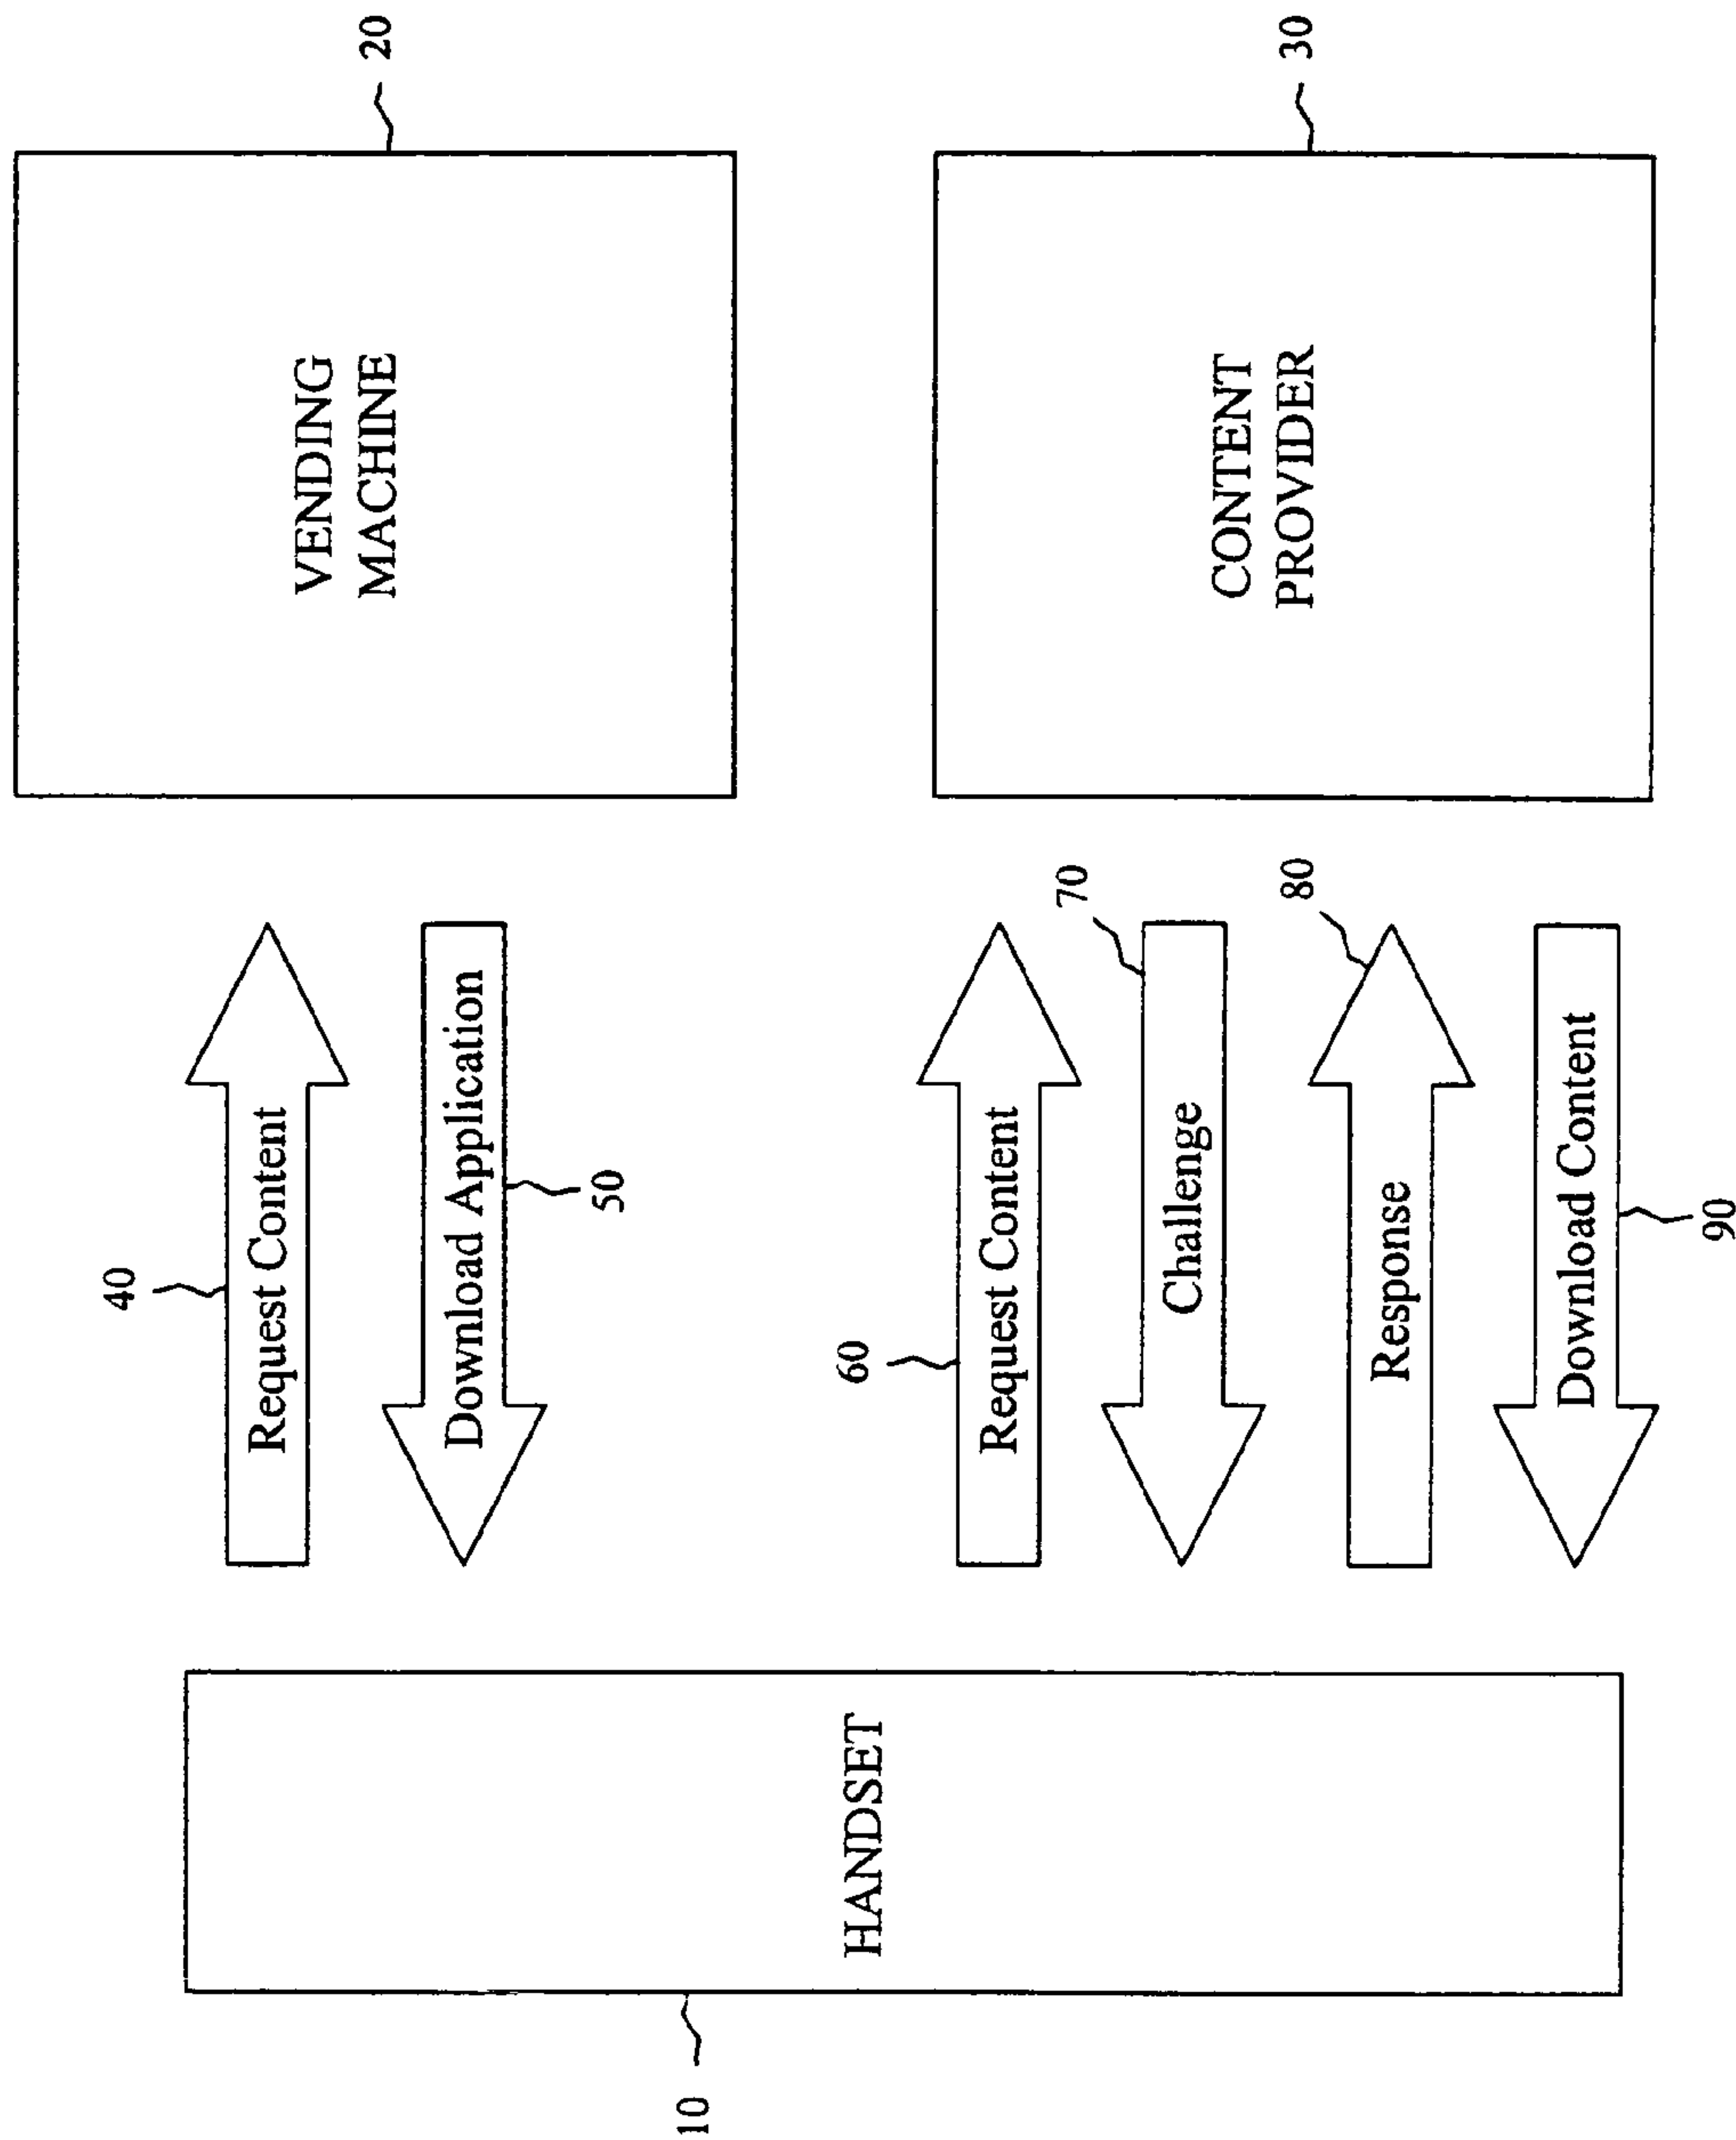 10
HANDSET
40
Request Content
Download Application
50
60
Request Content
70
Challenge
80
Response
Download Content
90
VENDING
MACHINE
20
CONTENT
PROVIDER
30